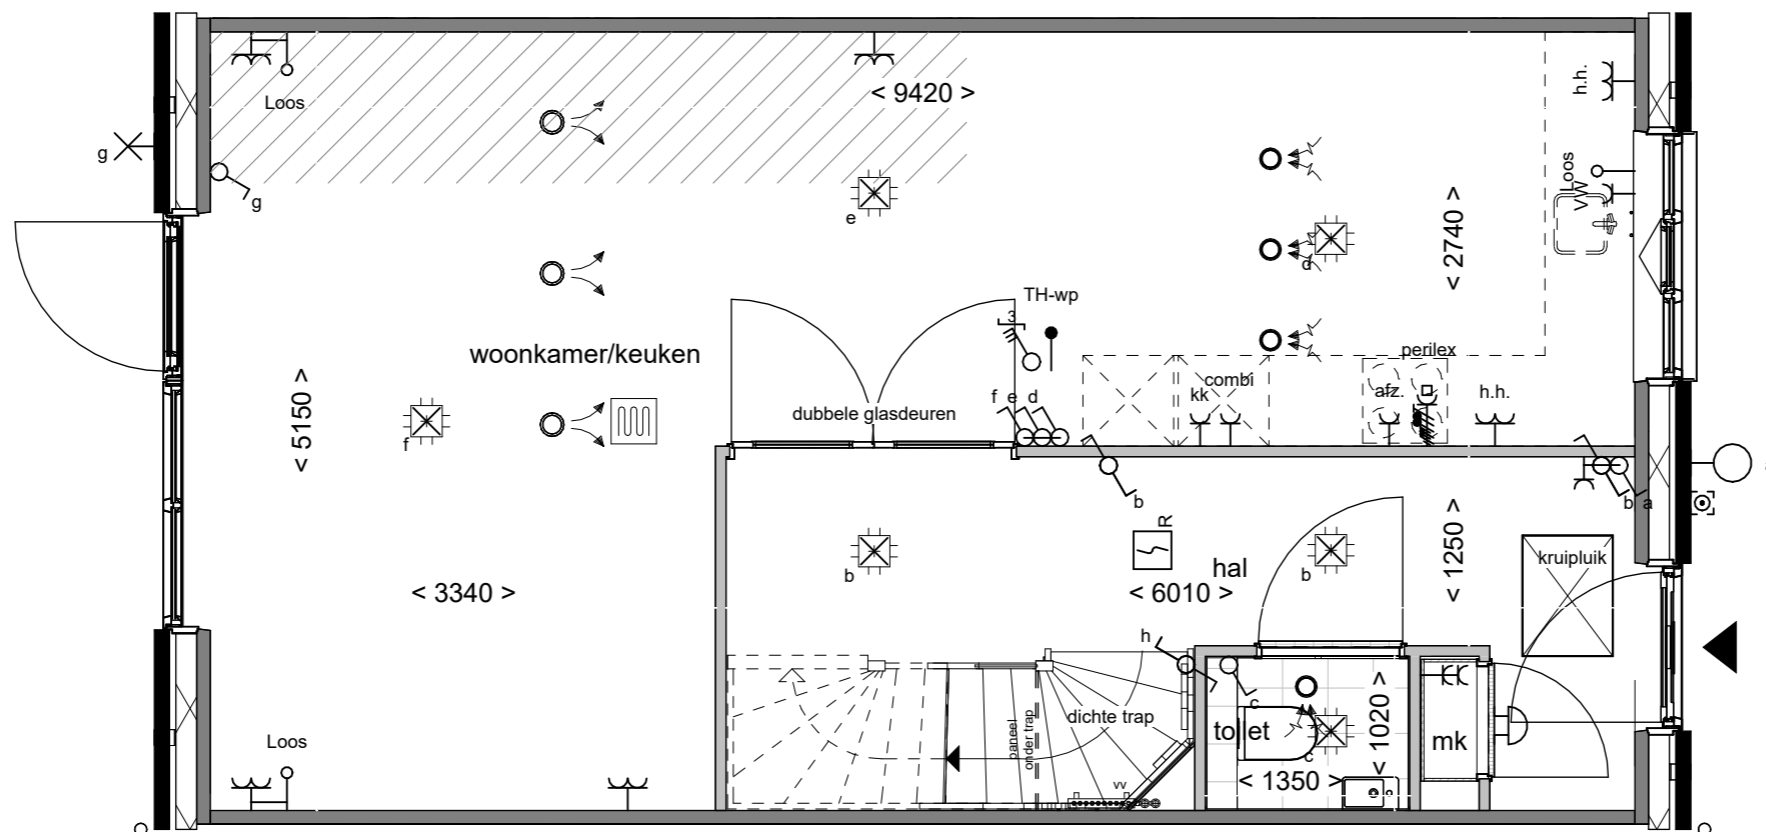 Loos
< 9420 >
h.h.
g
g
e
Loos
VW
d
< 2740 >
TH-wp
3
woonkamer/keuken
perilex
combi
kk
afz.
h.h.
f e d
dubbele glasdeuren
< 5150 >
f
b
b a
R
< 1250 >
b
hal
b
kruipluik
< 3340 >
< 6010 >
h
c
dichte trap
paneel
onder trap
toilet
< 1020 >
mk
c
Loos
< 1350 >
vv